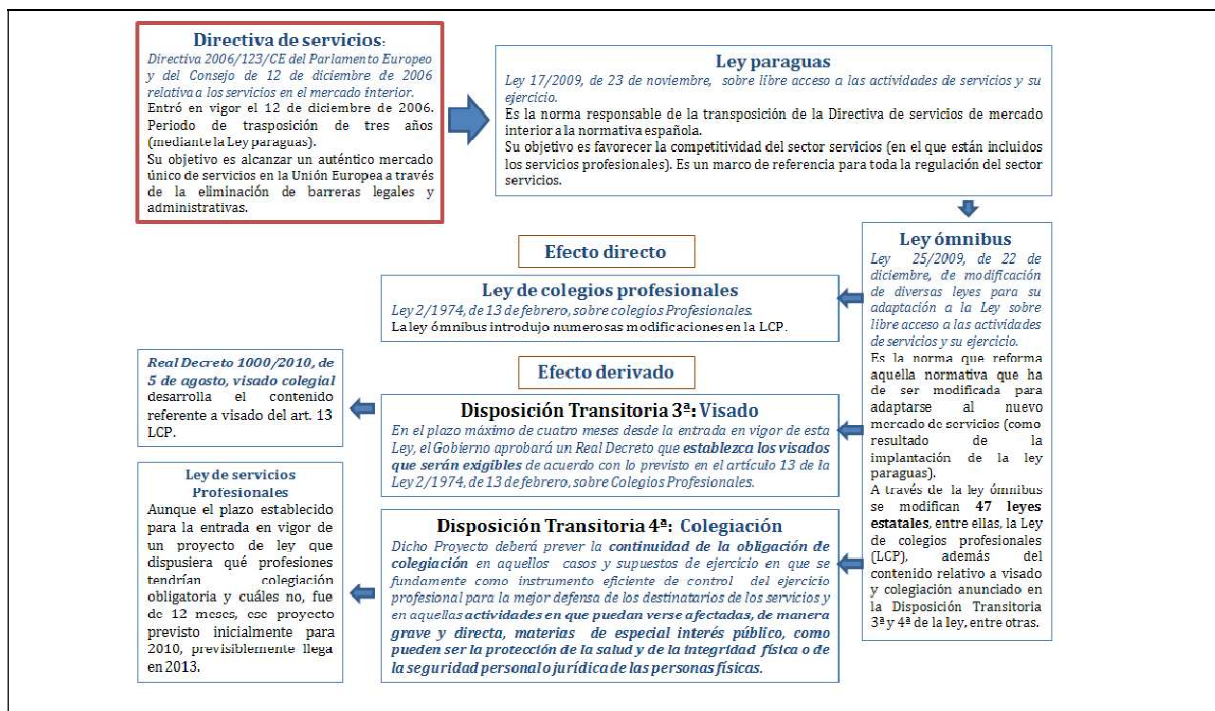 Directiva de servicios.
Directiva 2006/123/CE del Parlamento Europeo
y del Consejo de 12 de diciembre de 2006
relativa a los servicios en el mercado interior.
Entró en vigor el 12 de diciembre de 2006.
Periodo de trasposición de tres años
(mediante la Ley paraguas).
Su objetivo es alcanzar un auténtico mercado
único de servicios en la Unión Europea a través
de la eliminación de barreras legales y
administrativas.
Ley paraguas
Ley 17/2009, de 23 de noviembre, sobre libre acceso a las actividades de servicios y su
ejercicio.
Es la norma responsable de la transposición de la Directiva de servicios de mercado
interior a la normativa española.
Su objetivo es favorecer la competitividad del sector servicios (en el que están incluidos
los servicios profesionales). Es un marco de referencia para toda la regulación del sector
servicios.
Ley ómnibus
Ley 25/2009, de 22 de
diciembre, de modificación
de diversas leyes para su
adaptación a la Ley sobre
libre acceso a las actividades
de servicios y su ejercicio.
Es la norma que reforma
aquella normativa que ha
de ser modificada para
adaptarse al nuevo
mercado de servicios (como
resultado de la
implantación de la ley
paraguas).
A través de la ley ómnibus
se modifican 47 leyes
estatales, entre ellas, la Ley
de colegios profesionales
(LCP), además del
contenido relativo a visado
y colegiación anunciado en
la Disposición Transitoria
3ª y 4ª de la ley, entre otras.
Efecto directo
Ley de colegios profesionales
Ley 2/1974, de 13 de febrero, sobre colegios Profesionales.
La ley ómnibus introdujo numerosas modificaciones en la LCP.
Efecto derivado
Disposición Transitoria 3ª: Visado
En el plazo máximo de cuatro meses desde la entrada en vigor de esta
Ley, el Gobierno aprobará un Real Decreto que establezca los visados
que serán exigibles de acuerdo con lo previsto en el artículo 13 de la
Ley 2/1974, de 13 de febrero, sobre Colegios Profesionales.
Real Decreto 1000/2010, de
5 de agosto, visado colegial
desarrolla el contenido
referente a visado del art. 13
LCP.
Disposición Transitoria 4ª: Colegiación
Dicho Proyecto deberá prever la continuidad de la obligación de
colegiación en aquellos casos y supuestos de ejercicio en que se
fundamente como instrumento eficiente de control del ejercicio
profesional para la mejor defensa de los destinatarios de los servicios y
en aquellas actividades en que puedan verse afectadas, de manera
grave y directa, materias de especial interés público, como
pueden ser la protección de la salud y de la integridad física o de
la seguridad personal o jurídica de las personas físicas.
Ley de servicios
Profesionales
Aunque el plazo establecido
para la entrada en vigor de
un proyecto de ley que
dispusiera qué profesiones
tendrían colegiación
obligatoria y cuáles no, fue
de 12 meses, ese proyecto
previsto inicialmente para
2010, previsiblemente llega
en 2013.